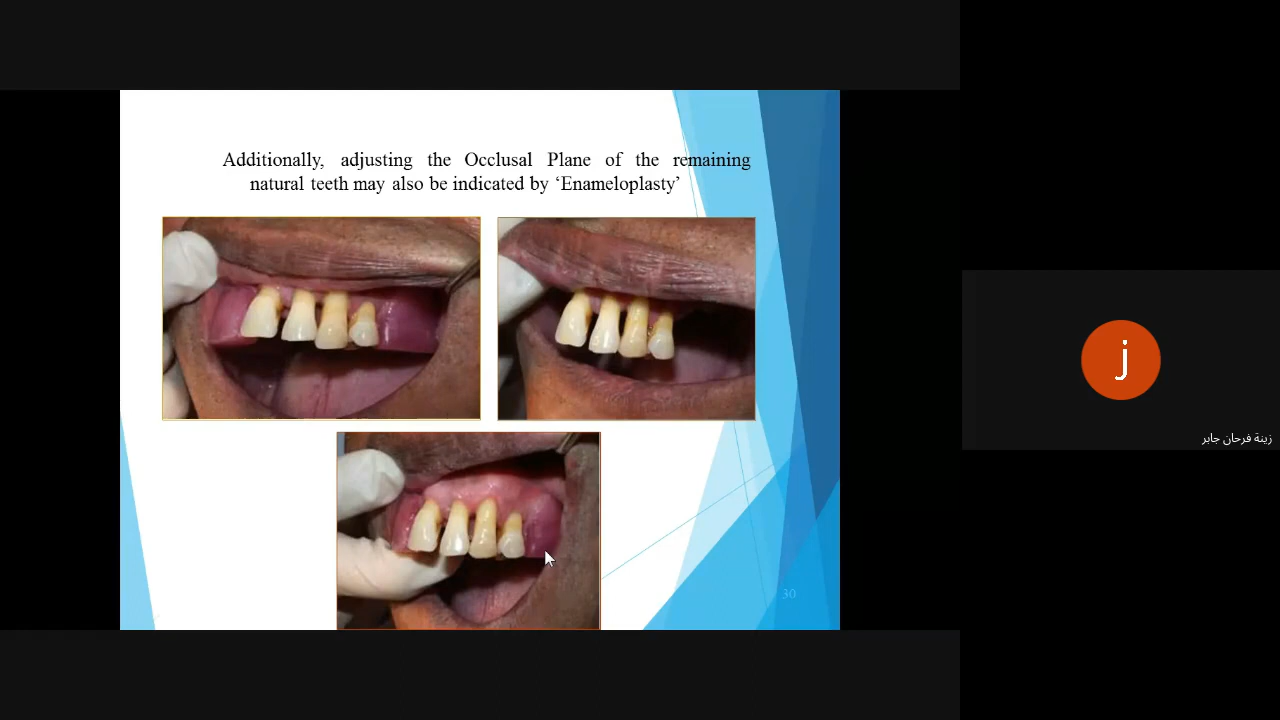 Additionally, adjusting the Occlusal Plane of the remaining
natural teeth may also be indicated by ‘Enameloplasty’
j
زينة فرحان جابر
30